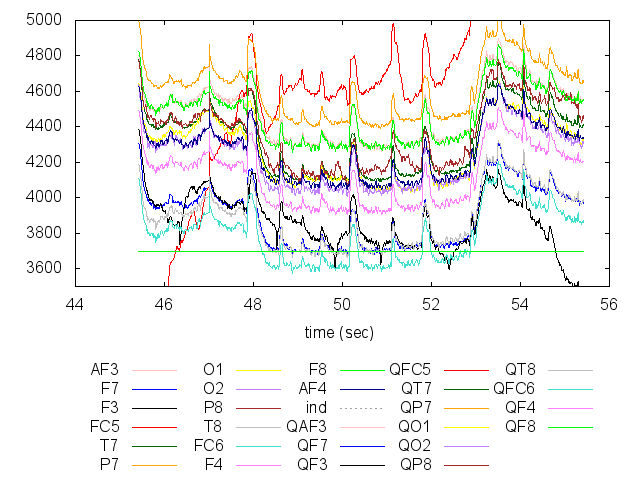 5000
4800
4600
4400
4200
4000
3800
3600
44 46 48 50 52 54 56
time (sec)
AF3 O1 F8 QFC5 QT8
F7 O2 AF4 QT7 QFC6
F3 P8 ind QP7 QF4
FC5 T8 QAF3 QO1 QF8
T7 FC6 QF7 QO2
P7 F4 QF3 QP8